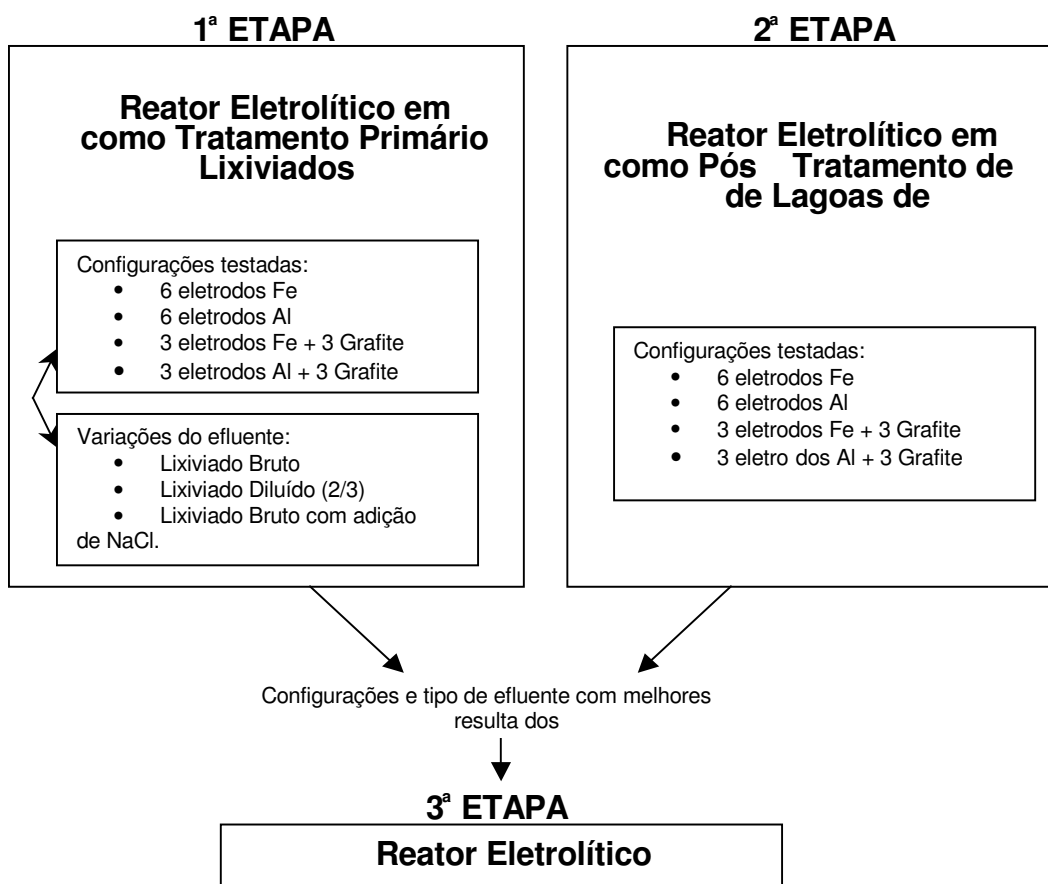 1ª ETAPA
Reator Eletrolítico em
como Tratamento Primário
Lixiviados
Configurações testadas:
• 6 eletrodos Fe
• 6 eletrodos Al
• 3 eletrodos Fe + 3 Grafite
• 3 eletrodos Al + 3 Grafite
Variações do efluente:
• Lixiviado Bruto
• Lixiviado Diluído (2/3)
• Lixiviado Bruto com adição
de NaCl.
2ª ETAPA
Reator Eletrolítico em
como Pós Tratamento de
de Lagoas de
Configurações testadas:
• 6 eletrodos Fe
• 6 eletrodos Al
• 3 eletrodos Fe + 3 Grafite
• 3 eletro dos Al + 3 Grafite
Configurações e tipo de efluente com melhores
resulta dos
3ª ETAPA
Reator Eletrolítico